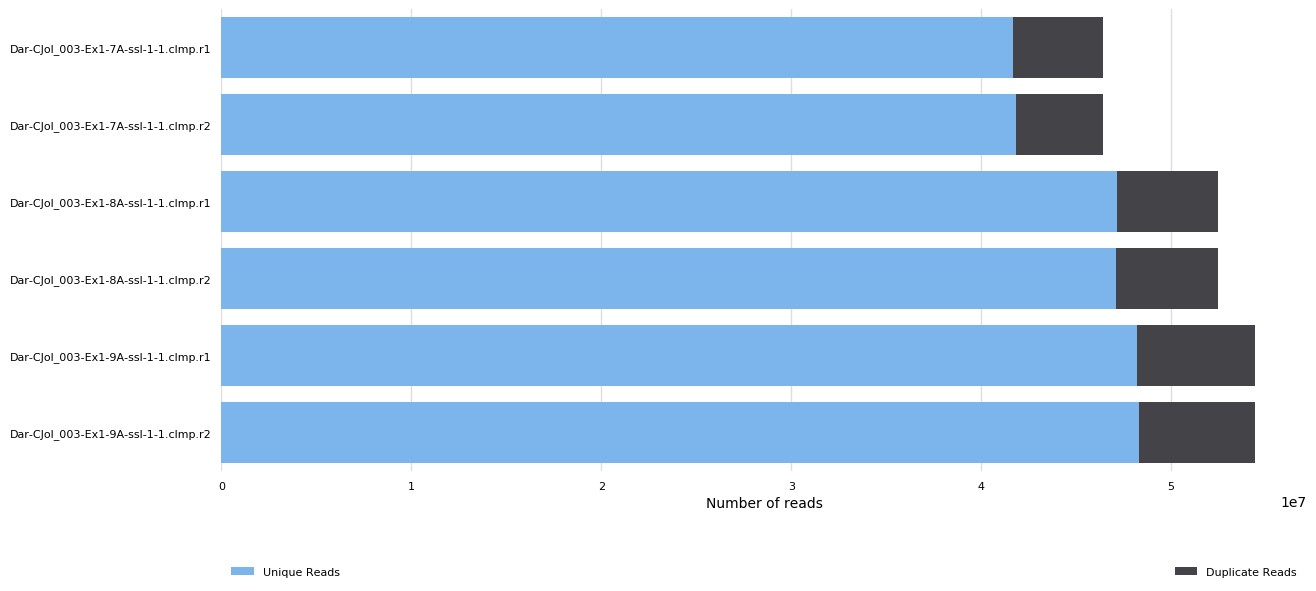 Dar-CJol_003-Ex1-7A-ssl-1-1.clmp.r1
Dar-CJol_003-Ex1-7A-ssl-1-1.clmp.r2
Dar-CJol_003-Ex1-8A-ssl-1-1.clmp.r1
Dar-CJol_003-Ex1-8A-ssl-1-1.clmp.r2
Dar-CJol_003-Ex1-9A-ssl-1-1.clmp.r1
Dar-CJol_003-Ex1-9A-ssl-1-1.clmp.r2
0 1 2 3 4 5
Number of reads
1e7
Unique Reads
Duplicate Reads